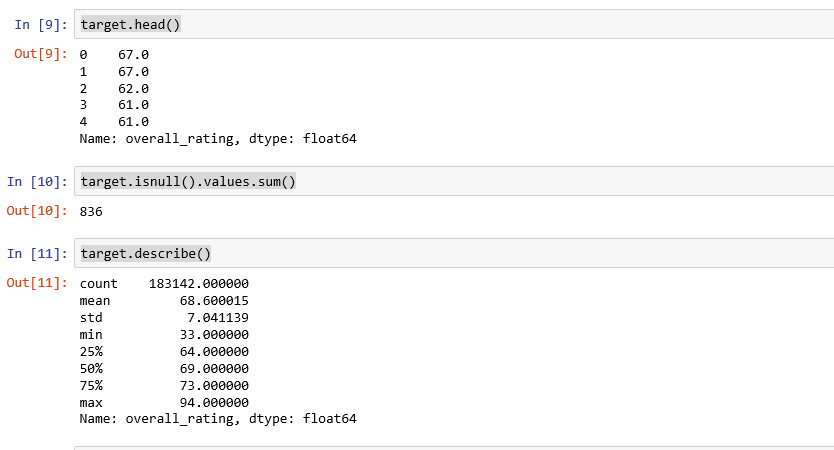 In [9]: target.head()
Out[9]: 0    67.0
1    67.0
2    62.0
3    61.0
4    61.0
Name: overall_rating, dtype: float64
In [10]: target.isnull().values.sum()
Out[10]: 836
In [11]: target.describe()
Out[11]: count    183142.000000
mean         68.600015
std           7.041139
min          33.000000
25%          64.000000
50%          69.000000
75%          73.000000
max          94.000000
Name: overall_rating, dtype: float64